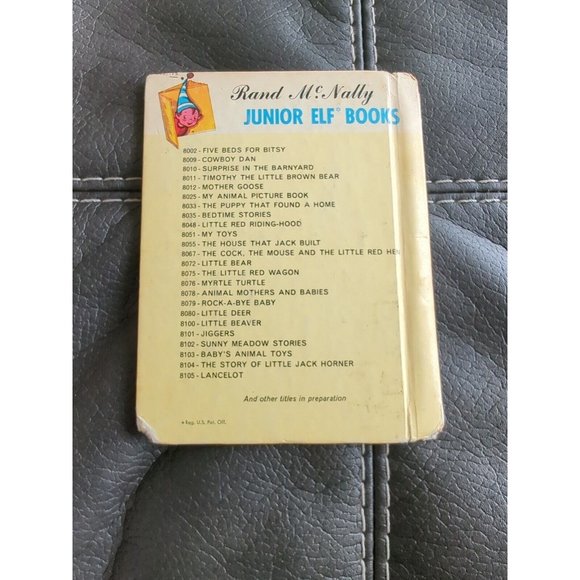 Rand McNally
JUNIOR ELF® BOOKS
8002 - FIVE BEDS FOR BITSY
8009 - COWBOY DAN
8010 - SURPRISE IN THE BARNYARD
8011 - TIMOTHY THE LITTLE BROWN BEAR
8012 - MOTHER GOOSE
8025 - MY ANIMAL PICTURE BOOK
8033 - THE PUPPY THAT FOUND A HOME
8035 - BEDTIME STORIES
8048 - LITTLE RED RIDING-HOOD
8051 - MY TOYS
8055 - THE HOUSE THAT JACK BUILT
8067 - THE COCK, THE MOUSE AND THE LITTLE RED HEN
8072 - LITTLE BEAR
8075 - THE LITTLE RED WAGON
8076 - MYRTLE TURTLE
8078 - ANIMAL MOTHERS AND BABIES
8079 - ROCK-A-BYE BABY
8080 - LITTLE DEER
8100 - LITTLE BEAVER
8101 - JIGGERS
8102 - SUNNY MEADOW STORIES
8103 - BABY'S ANIMAL TOYS
8104 - THE STORY OF LITTLE JACK HORNER
8105 - LANCELOT
And other titles in preparation
® Reg. U.S. Pat. Off.